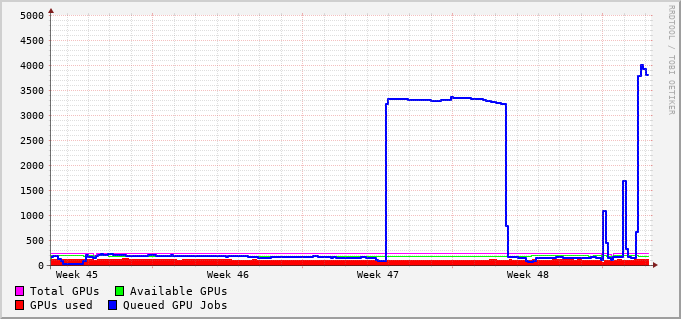 5000
4500
4000
3500
3000
2500
2000
1500
1000
500
0
Week 45 Week 46 Week 47 Week 48
Total GPUs Available GPUs
GPUs used Queued GPU Jobs
RRDTOOL / TOBI OETIKER